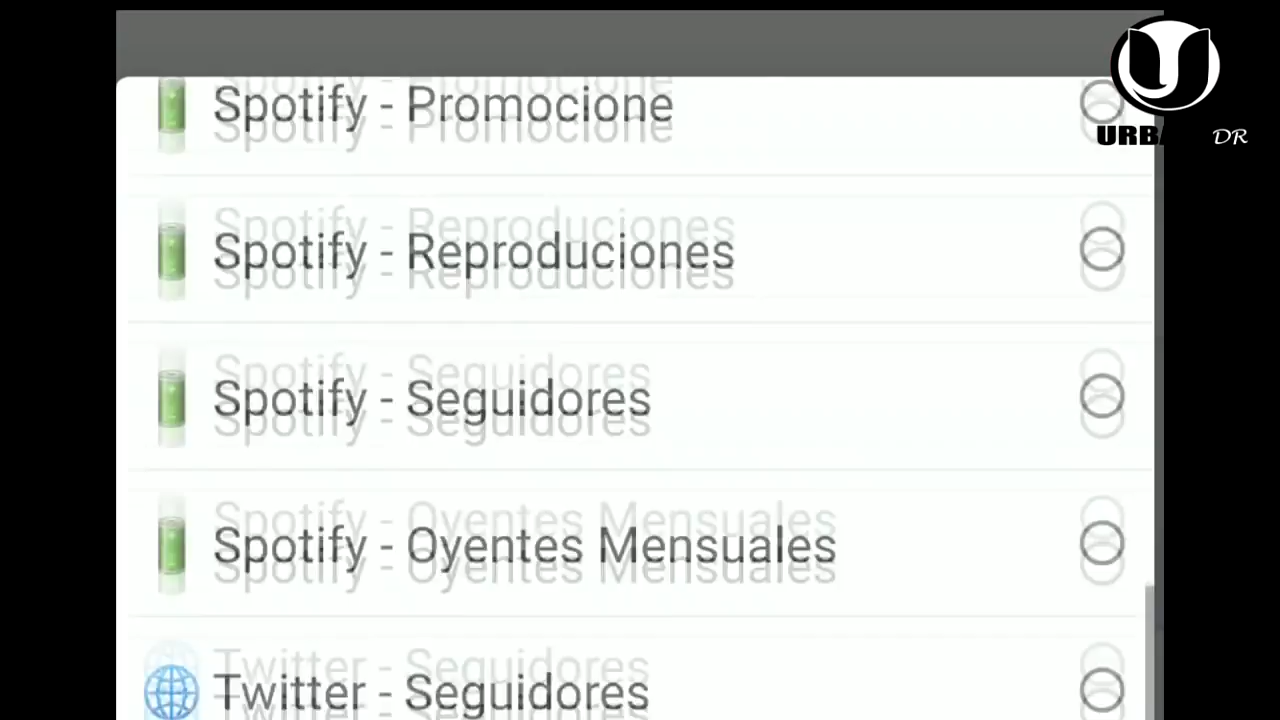 Spotify - Promocione
Spotify - Reproduciones
Spotify - Seguidores
Spotify - Oyentes Mensuales
Twitter - Seguidores
DR